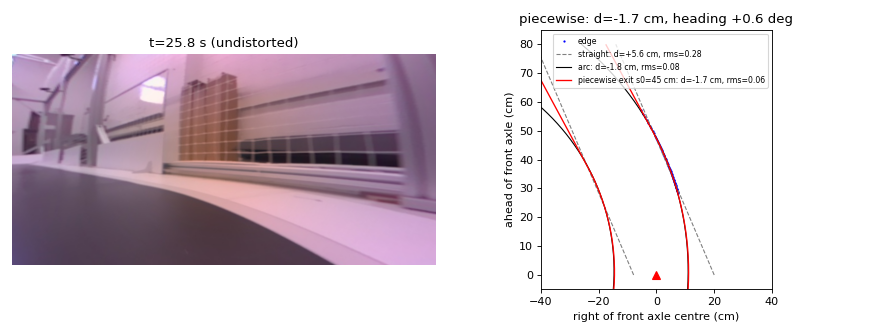 t=25.8 s (undistorted)
piecewise: d=-1.7 cm, heading +0.6 deg
edge
straight: d=+5.6 cm, rms=0.28
arc: d=-1.8 cm, rms=0.08
piecewise exit s0=45 cm: d=-1.7 cm, rms=0.06
80
70
60
50
40
30
20
10
0
ahead of front axle (cm)
−40
−20
0
20
40
right of front axle centre (cm)